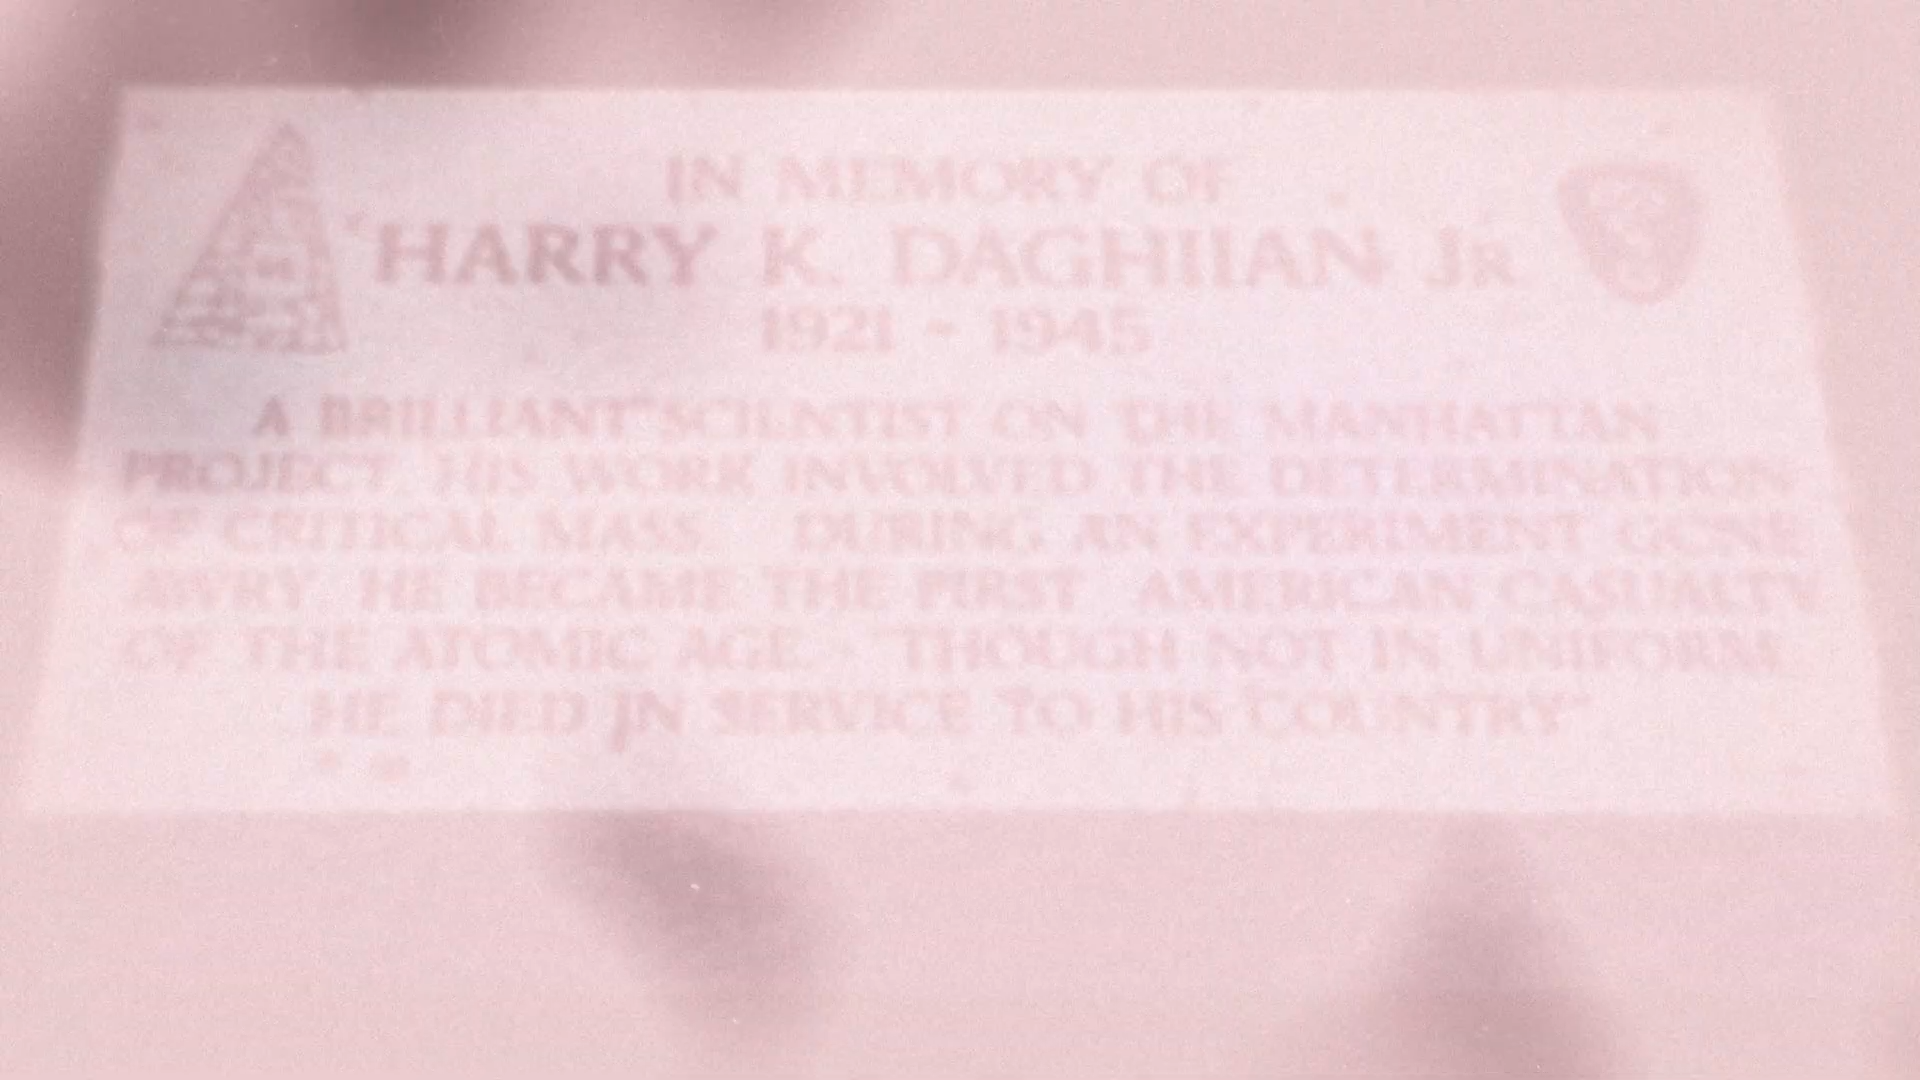 IN MEMORY OF
HARRY K. DAGHLIAN JR
1921 - 1945
A BRILLIANT SCIENTIST ON THE MANHATTAN
PROJECT. HIS WORK INVOLVED THE DETERMINATION
OF CRITICAL MASS. DURING AN EXPERIMENT GONE
AWRY, HE BECAME THE FIRST AMERICAN CASUALTY
OF THE ATOMIC AGE. THOUGH NOT IN UNIFORM,
HE DIED IN SERVICE TO HIS COUNTRY